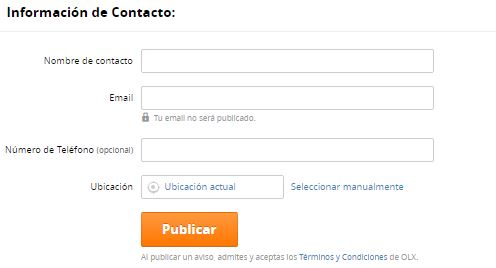 Información de Contacto:
Nombre de contacto
Email
Tu email no será publicado.
Número de Teléfono (opcional)
Ubicación Ubicación actual Seleccionar manualmente
Publicar
Al publicar un aviso, admites y aceptas los Términos y Condiciones de OLX.